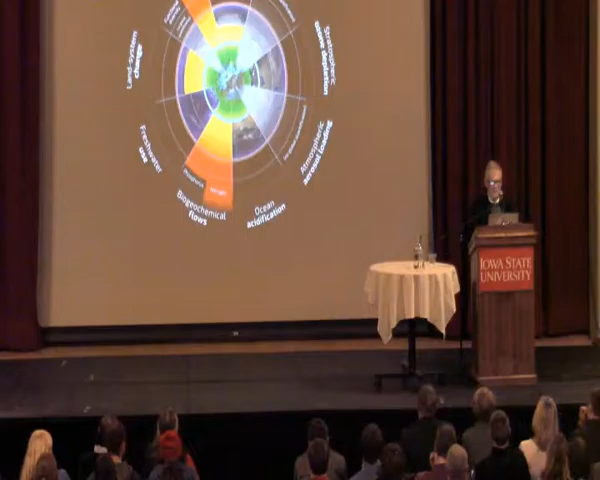 Stratospheric
ozone depletion
Land-system
change
Atmospheric
aerosol loading
Freshwater
use
Biogeochemical
flows
Ocean
acidification
IOWA STATE
UNIVERSITY